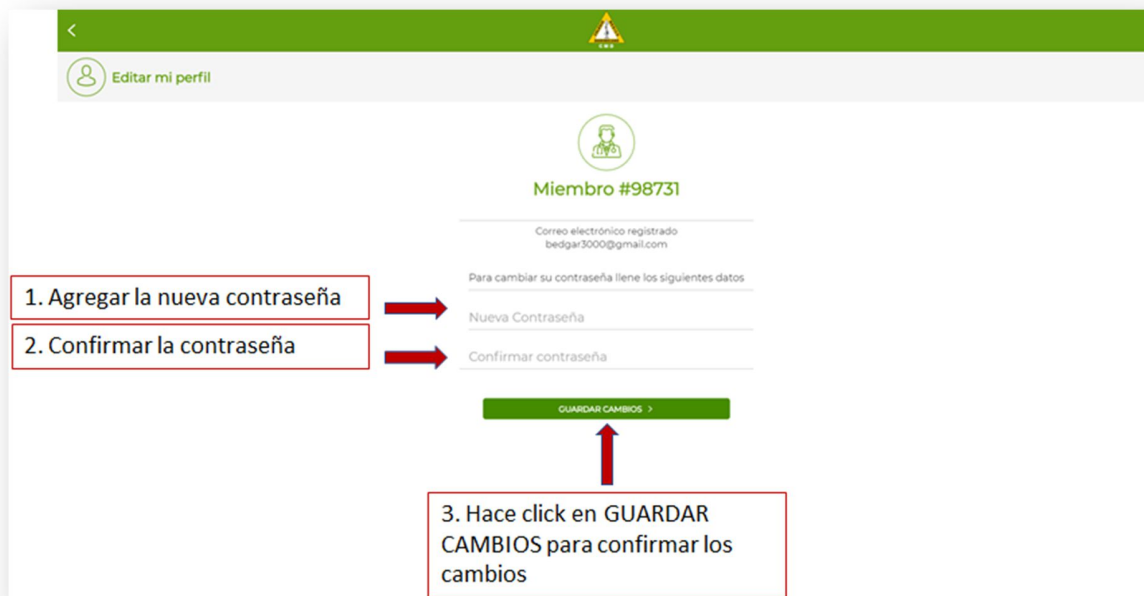 Editar mi perfil
Miembro #98731
Correo electrónico registrado
bedgar3000@gmail.com
Para cambiar su contraseña llene los siguientes datos
1. Agregar la nueva contraseña
Nueva Contraseña
2. Confirmar la contraseña
Confirmar contraseña
GUARDAR CAMBIOS >
3. Hace click en GUARDAR
CAMBIOS para confirmar los
cambios